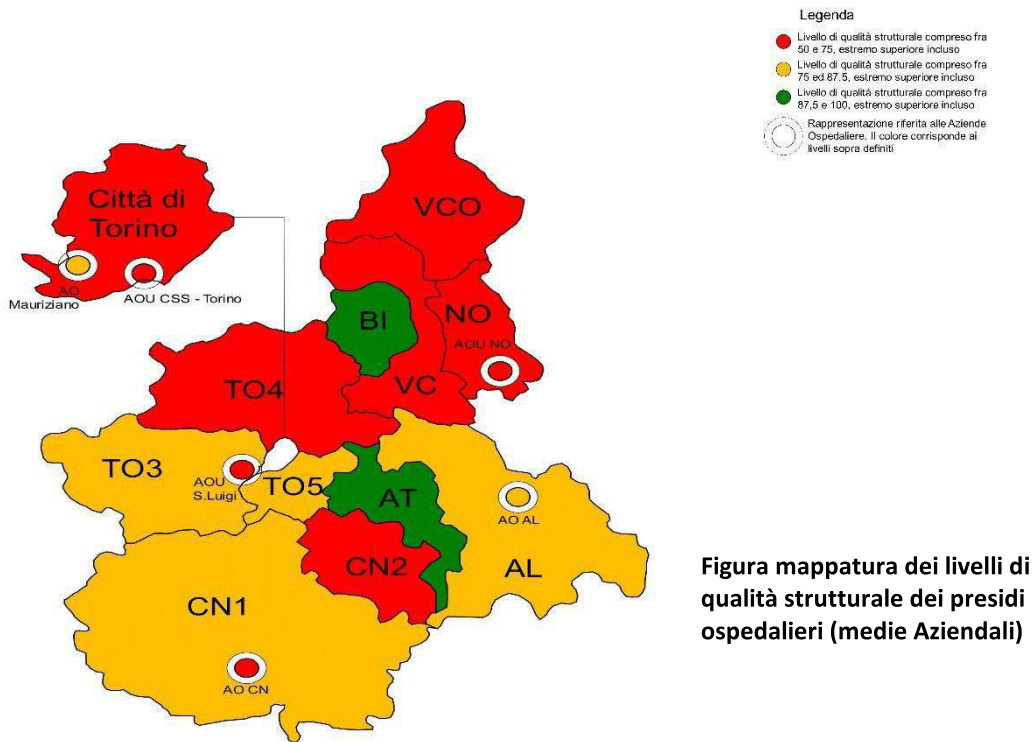 Legenda
Livello di qualità strutturale compreso fra
50 e 75, estremo superiore incluso
Livello di qualità strutturale compreso fra
75 ed 87,5, estremo superiore incluso
Livello di qualità strutturale compreso fra
87,5 e 100, estremo superiore incluso
Rappresentazione riferita alle Aziende
Ospedaliere. Il colore corrisponde ai
livelli sopra definiti
Città di
Torino
AO
Mauriziano
AOU CSS - Torino
VCO
BI
NO
AOU NO
VC
TO4
TO3
AOU
S.Luigi
TO5
AT
AO AL
AL
CN2
CN1
AO CN
Figura mappatura dei livelli di
qualità strutturale dei presidi
ospedalieri (medie Aziendali)